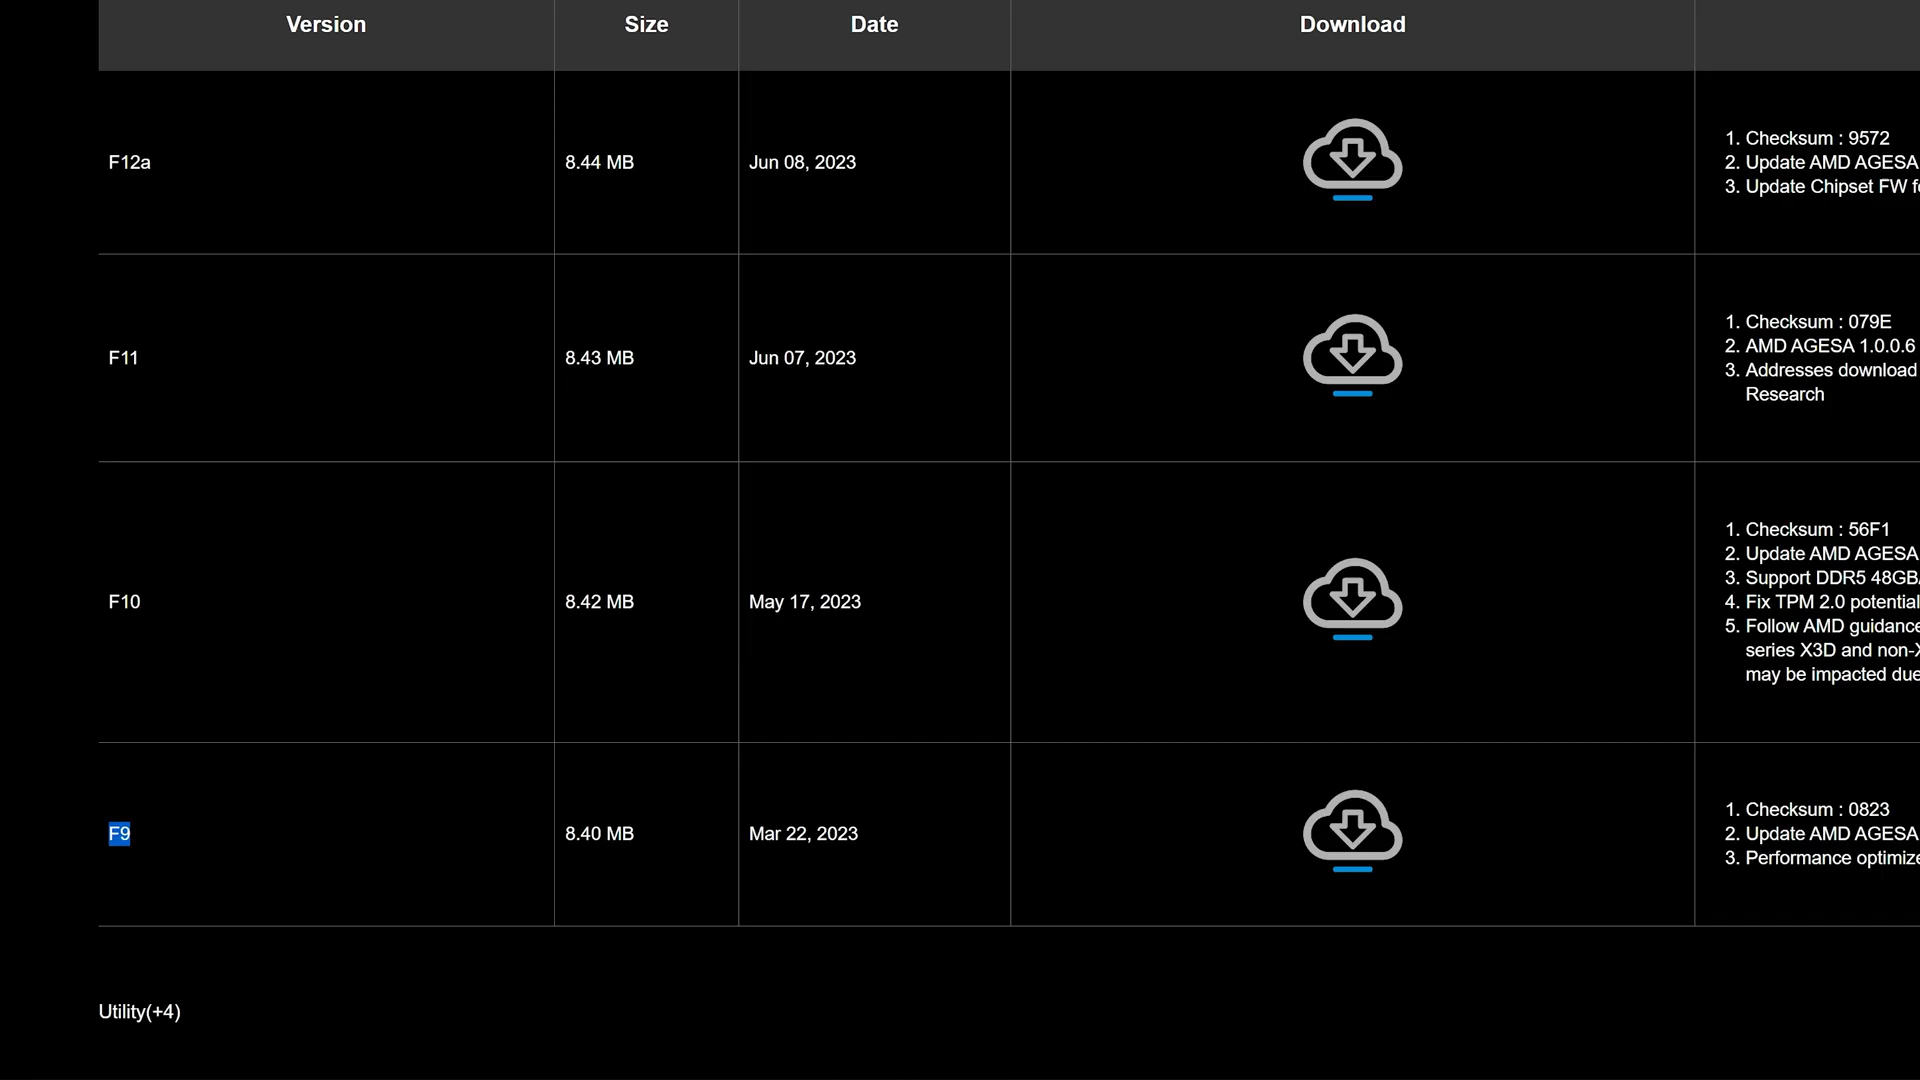 Version Size Date Download
F12a 8.44 MB Jun 08, 2023
1. Checksum : 9572
2. Update AMD AGESA
3. Update Chipset FW
F11 8.43 MB Jun 07, 2023
1. Checksum : 079E
2. AMD AGESA 1.0.0.6
3. Addresses download
Research
F10 8.42 MB May 17, 2023
1. Checksum : 56F1
2. Update AMD AGESA
3. Support DDR5 48GB
4. Fix TPM 2.0 potential
5. Follow AMD guidance
series X3D and non-
may be impacted due
F9 8.40 MB Mar 22, 2023
1. Checksum : 0823
2. Update AMD AGESA
3. Performance optimize
Utility(+4)